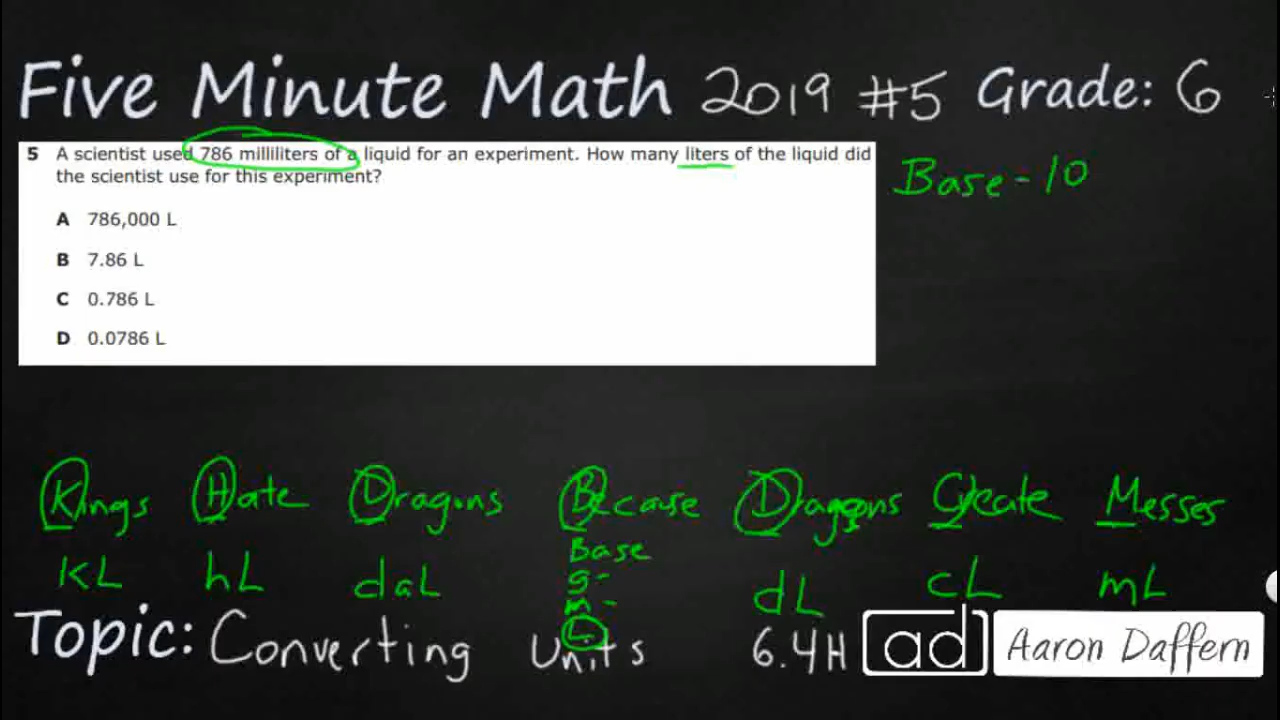 Five Minute Math 2019 #5 Grade: 6
5 A scientist used 786 milliliters of a liquid for an experiment. How many liters of the liquid did
the scientist use for this experiment?
Base-10
A 786,000 L
B 7.86 L
C 0.786 L
D 0.0786 L
Kings Hate Dragons Because Dragons Create Messes
Base
kL hL daL g- dL cL mL
m-
L
Topic: Converting Units 6.4H ad Aaron Daffern